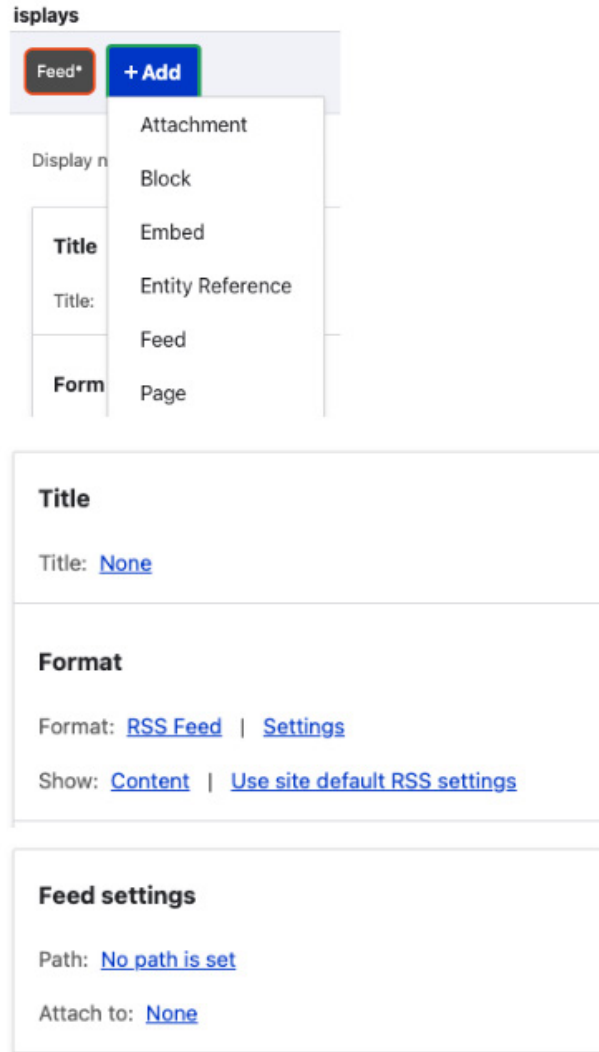 isplays
Feed* + Add
Attachment
Display n
Block
Embed
Title
Entity Reference
Title:
Feed
Form
Page
Title
Title: None
Format
Format: RSS Feed | Settings
Show: Content | Use site default RSS settings
Feed settings
Path: No path is set
Attach to: None